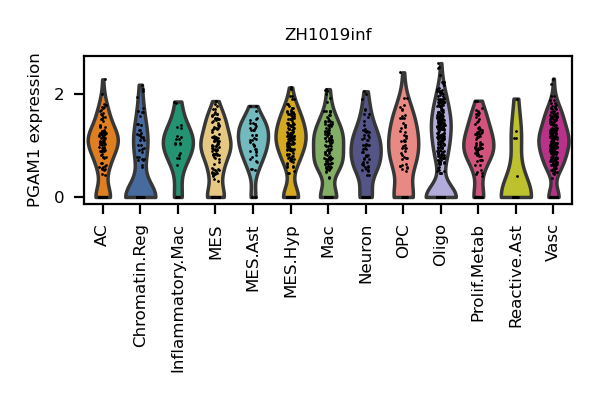 ZH1019inf
PGAM1 expression
2
0
AC
Chromatin.Reg
Inflammatory.Mac
MES
MES.Ast
MES.Hyp
Mac
Neuron
OPC
Oligo
Prolif.Metab
Reactive.Ast
Vasc